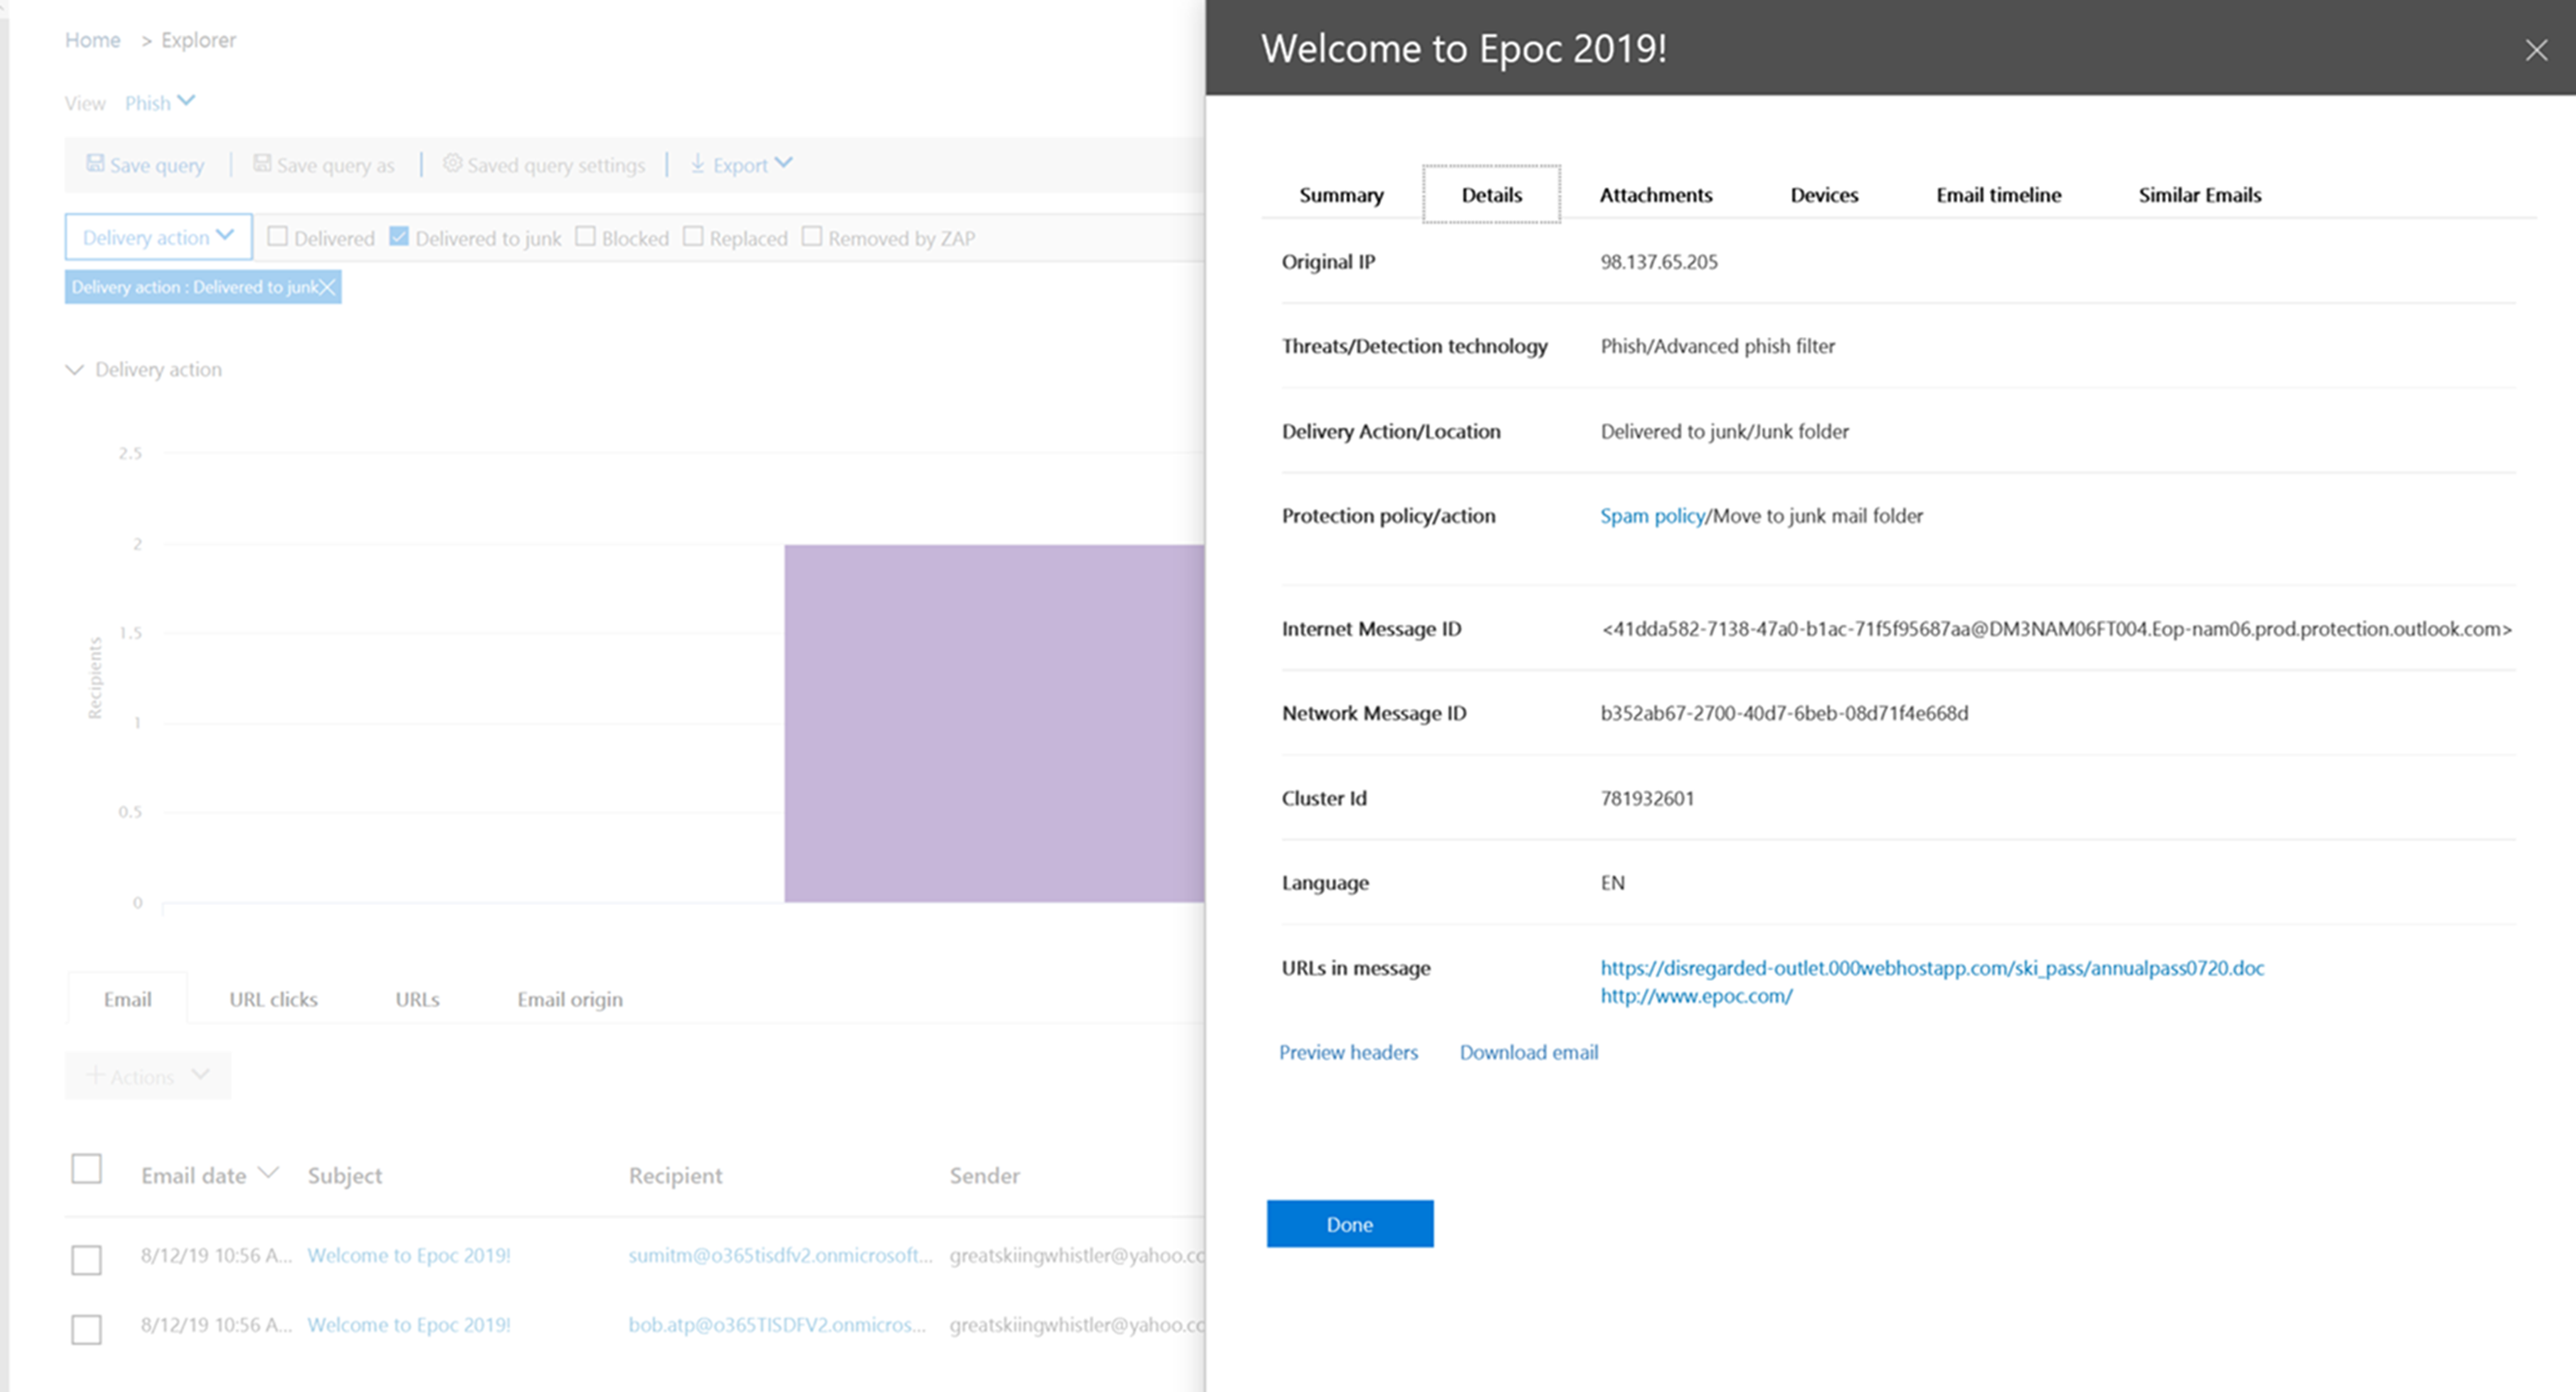 Home > Explorer
View Phish
Save query | Save query as | Saved query settings | Export
Delivery action Delivered Delivered to junk Blocked Replaced Removed by ZAP
Delivery action : Delivered to junk
Delivery action
2.5
2
1.5
1
0.5
0
Recipients
Email URL clicks URLs Email origin
+ Actions
Email date Subject Recipient Sender
8/12/19 10:56 A... Welcome to Epoc 2019! sumitm@o365tisdfv2.onmicrosoft... greatskiingwhistler@yahoo.cc
8/12/19 10:56 A... Welcome to Epoc 2019! bob.atp@o365TISDFV2.onmicros... greatskiingwhistler@yahoo.cc
Welcome to Epoc 2019!
Summary Details Attachments Devices Email timeline Similar Emails
Original IP 98.137.65.205
Threats/Detection technology Phish/Advanced phish filter
Delivery Action/Location Delivered to junk/Junk folder
Protection policy/action Spam policy/Move to junk mail folder
Internet Message ID <41dda582-7138-47a0-b1ac-71f5f95687aa@DM3NAM06FT004.Eop-nam06.prod.protection.outlook.com>
Network Message ID b352ab67-2700-40d7-6beb-08d71f4e668d
Cluster Id 781932601
Language EN
URLs in message https://disregarded-outlet.000webhostapp.com/ski_pass/annualpass0720.doc
http://www.epoc.com/
Preview headers Download email
Done